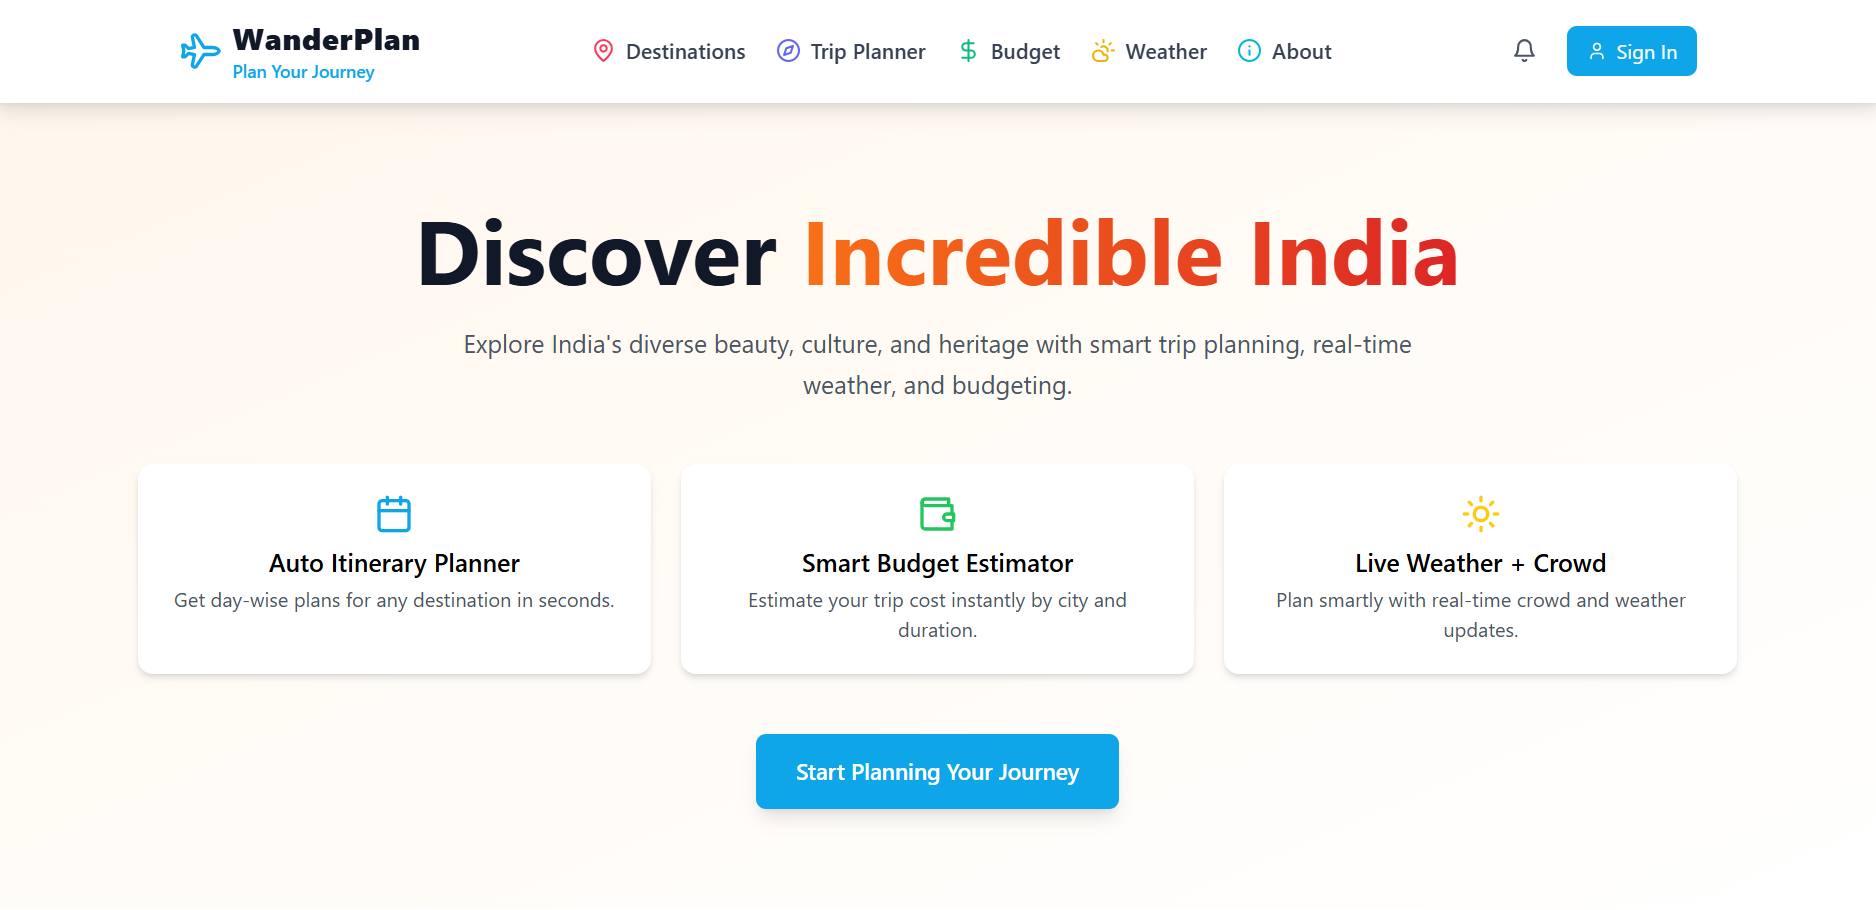 WanderPlan
Plan Your Journey
Destinations
Trip Planner
Budget
Weather
About
Sign In
Discover Incredible India
Explore India's diverse beauty, culture, and heritage with smart trip planning, real-time
weather, and budgeting.
Auto Itinerary Planner
Get day-wise plans for any destination in seconds.
Smart Budget Estimator
Estimate your trip cost instantly by city and
duration.
Live Weather + Crowd
Plan smartly with real-time crowd and weather
updates.
Start Planning Your Journey